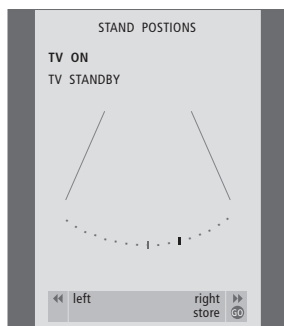 STAND POSTIONS
TV ON
TV STANDBY
left right
store GO